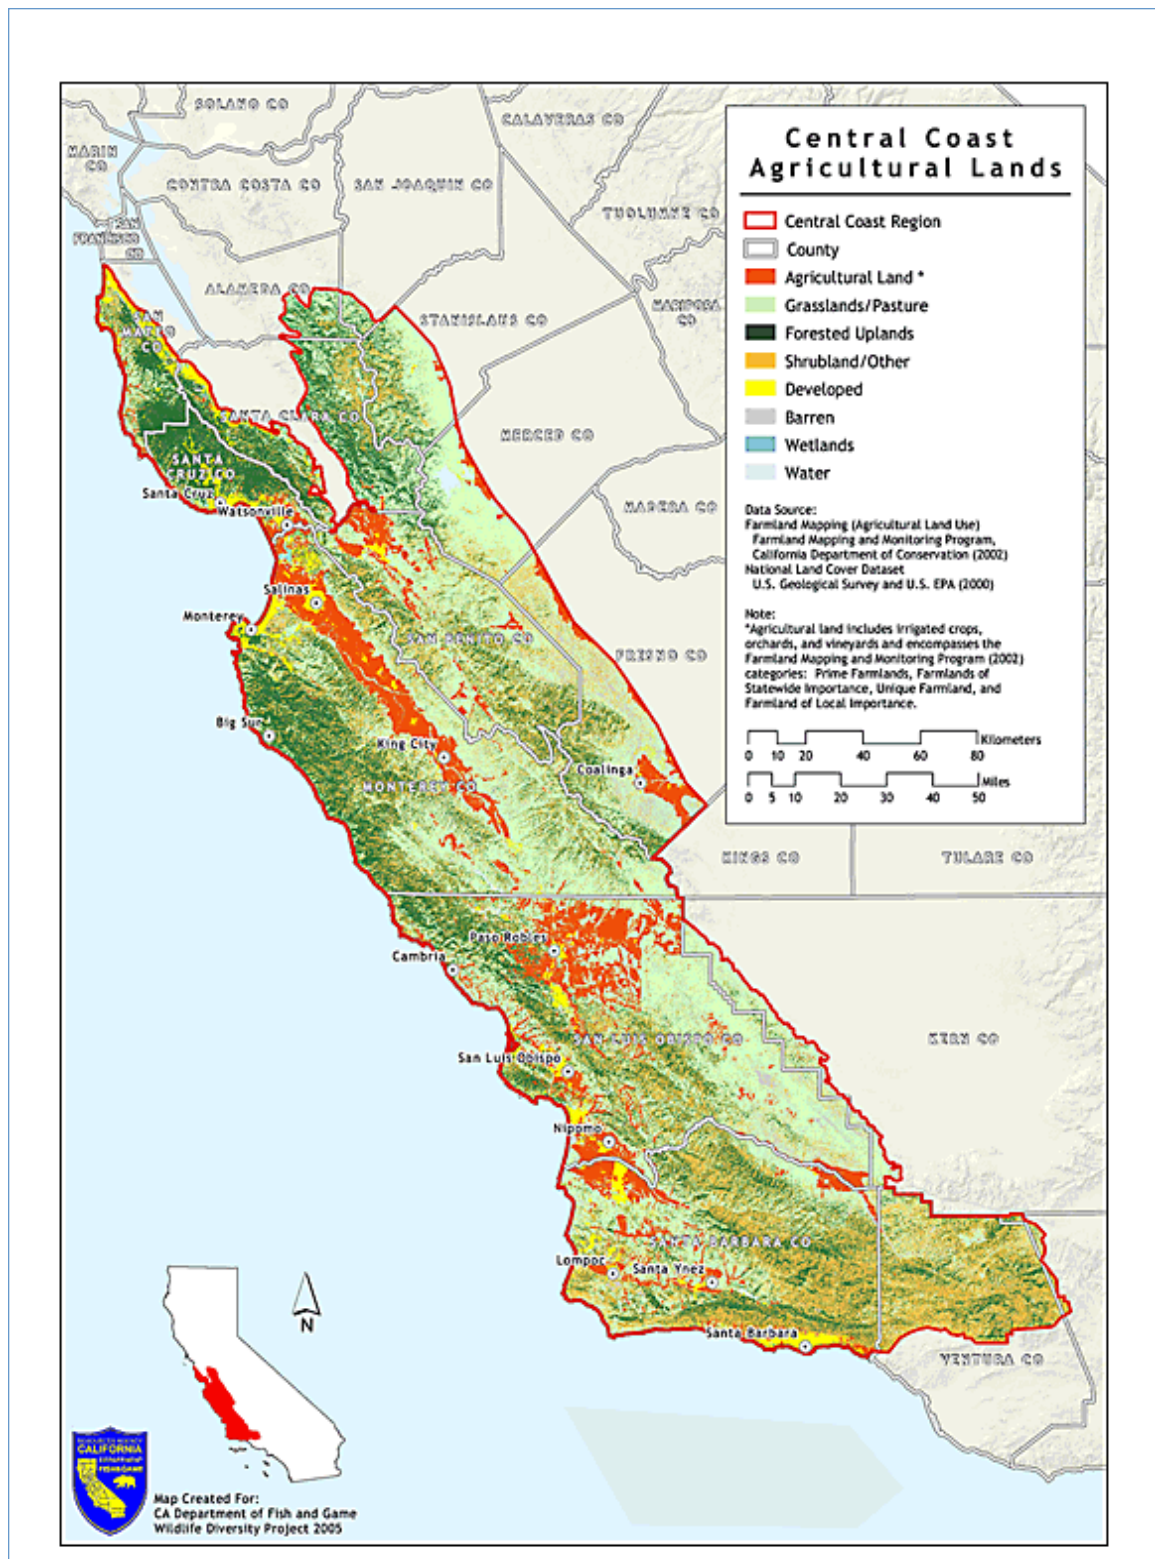 SOLANO CO
CALAVERAS CO
MARIN
CO
CONTRA COSTA CO
SAN JOAQUIN CO
TUOLUMNE CO
SAN
FRANCISCO
CO
ALAMEDA CO
STANISLAUS CO
MARIPOSA
CO
SAN
MATEO
CO
SANTA CLARA CO
MERCED CO
SANTA
CRUZ CO
Santa Cruz
Watsonville
MADERA CO
Salinas
Monterey
SAN BENITO CO
FRESNO CO
Big Sur
King City
Coalinga
MONTEREY CO
KINGS CO
TULARE CO
Paso Robles
Cambria
SAN LUIS OBISPO CO
KERN CO
San Luis Obispo
Nipomo
SANTA BARBARA CO
Lompoc
Santa Ynez
Santa Barbara
VENTURA CO
Central Coast
Agricultural Lands
Central Coast Region
County
Agricultural Land *
Grasslands/Pasture
Forested Uplands
Shrubland/Other
Developed
Barren
Wetlands
Water
Data Source:
Farmland Mapping (Agricultural Land Use)
Farmland Mapping and Monitoring Program,
California Department of Conservation (2002)
National Land Cover Dataset
U.S. Geological Survey and U.S. EPA (2000)
Note:
*Agricultural land includes irrigated crops,
orchards, and vineyards and encompasses the
Farmland Mapping and Monitoring Program (2002)
categories: Prime Farmlands, Farmlands of
Statewide Importance, Unique Farmland, and
Farmland of Local Importance.
Kilometers
0 10 20 40 60 80
Miles
0 5 10 20 30 40 50
N
CALIFORNIA
FISH&GAME
Map Created For:
CA Department of Fish and Game
Wildlife Diversity Project 2005